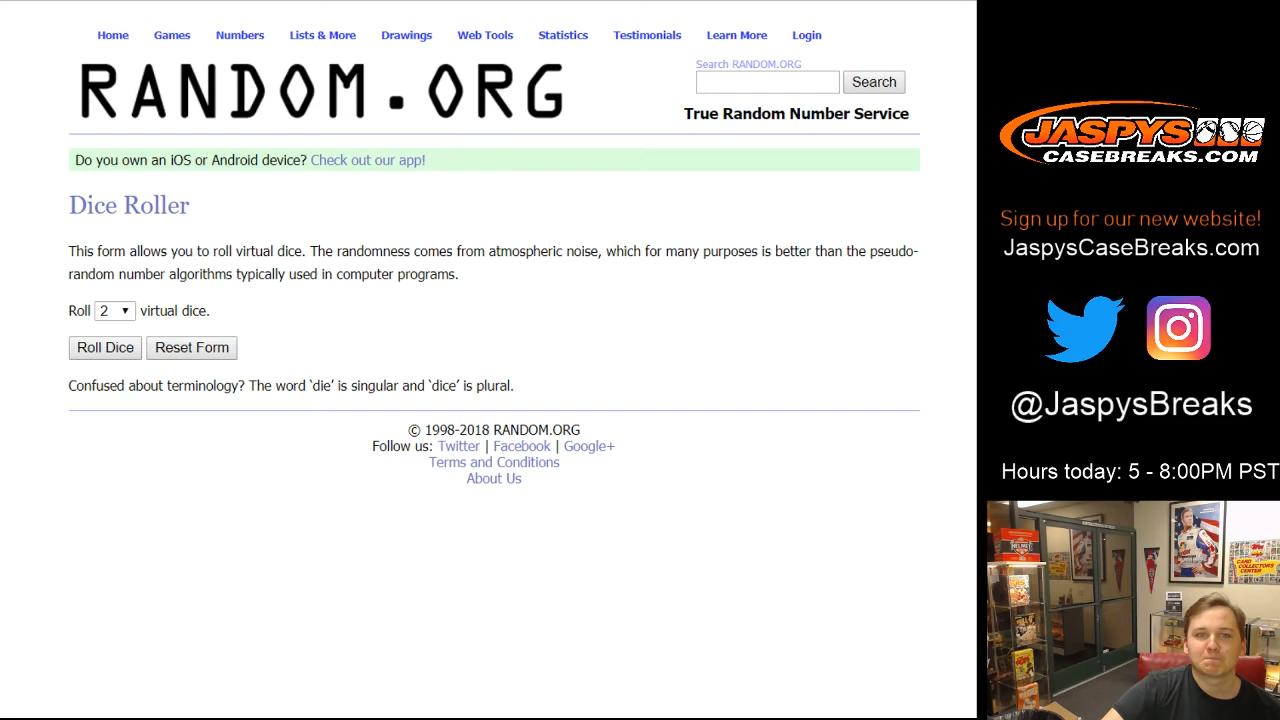 Home Games Numbers Lists & More Drawings Web Tools Statistics Testimonials Learn More Login
RANDOM.ORG
Search RANDOM.ORG
Search
True Random Number Service
Do you own an iOS or Android device? Check out our app!
Dice Roller
This form allows you to roll virtual dice. The randomness comes from atmospheric noise, which for many purposes is better than the pseudo-
random number algorithms typically used in computer programs.
Roll 2 ▼ virtual dice.
Roll Dice Reset Form
Confused about terminology? The word ‘die’ is singular and ‘dice’ is plural.
© 1998-2018 RANDOM.ORG
Follow us: Twitter | Facebook | Google+
Terms and Conditions
About Us
JASPYS
CASEBREAKS.COM
Sign up for our new website!
JaspysCaseBreaks.com
@JaspysBreaks
Hours today: 5 - 8:00PM PST
HELMET
Topps
CARD
COLLECTORS
CENTER